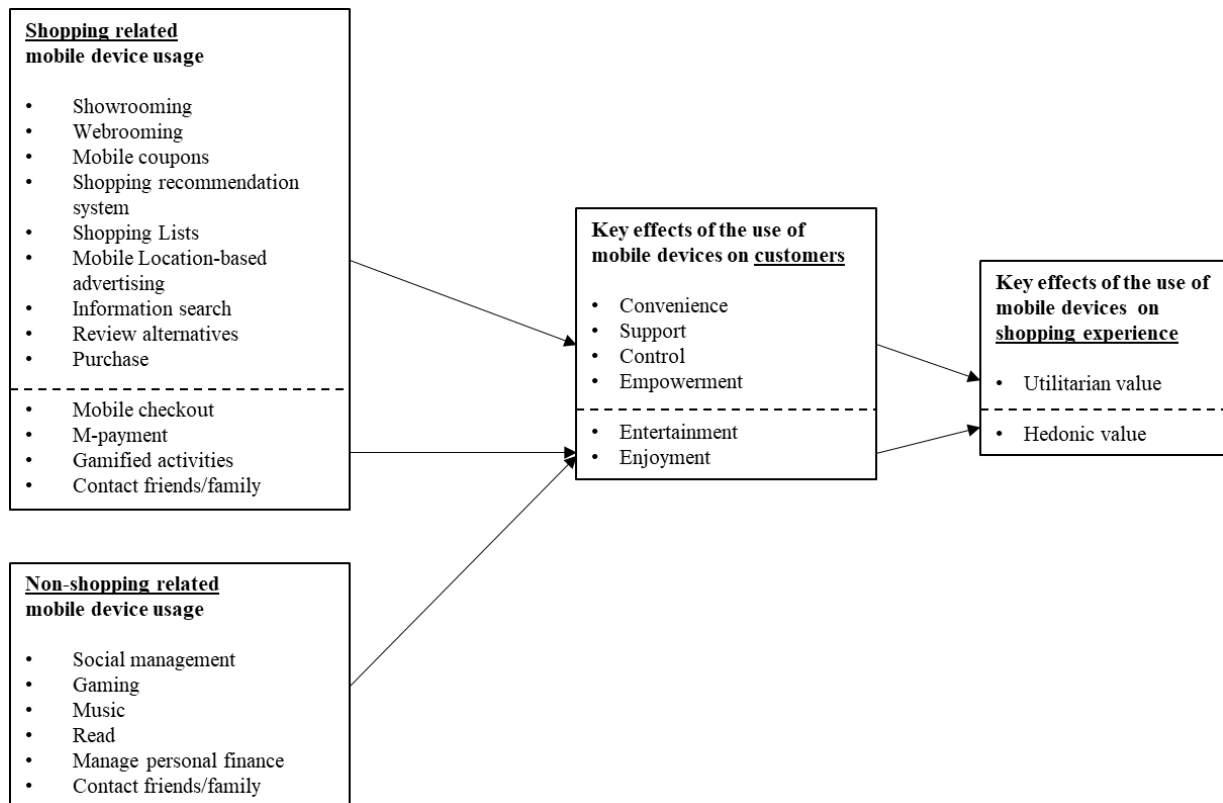 Shopping related
mobile device usage
• Showrooming
• Webrooming
• Mobile coupons
• Shopping recommendation
system
• Shopping Lists
• Mobile Location-based
advertising
• Information search
• Review alternatives
• Purchase
• Mobile checkout
• M-payment
• Gamified activities
• Contact friends/family
Non-shopping related
mobile device usage
• Social management
• Gaming
• Music
• Read
• Manage personal finance
• Contact friends/family
Key effects of the use of
mobile devices on customers
• Convenience
• Support
• Control
• Empowerment
• Entertainment
• Enjoyment
Key effects of the use of
mobile devices on
shopping experience
• Utilitarian value
• Hedonic value